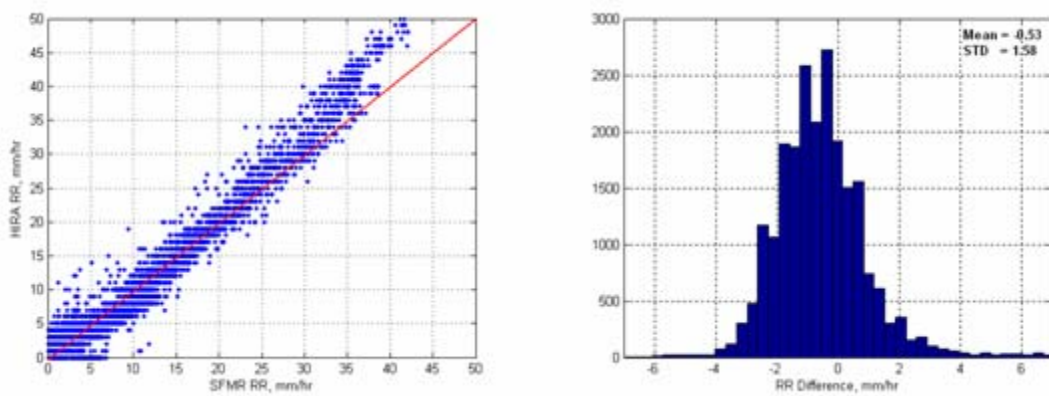 50
45
40
35
30
25
20
15
10
5
0
HIRA RR, mm/hr
0 5 10 15 20 25 30 35 40 45 50
SFMR RR, mm/hr
3000
2500
2000
1500
1000
500
0
Mean = -0.53
STD = 1.58
-6 -4 -2 0 2 4 6
RR Difference, mm/hr